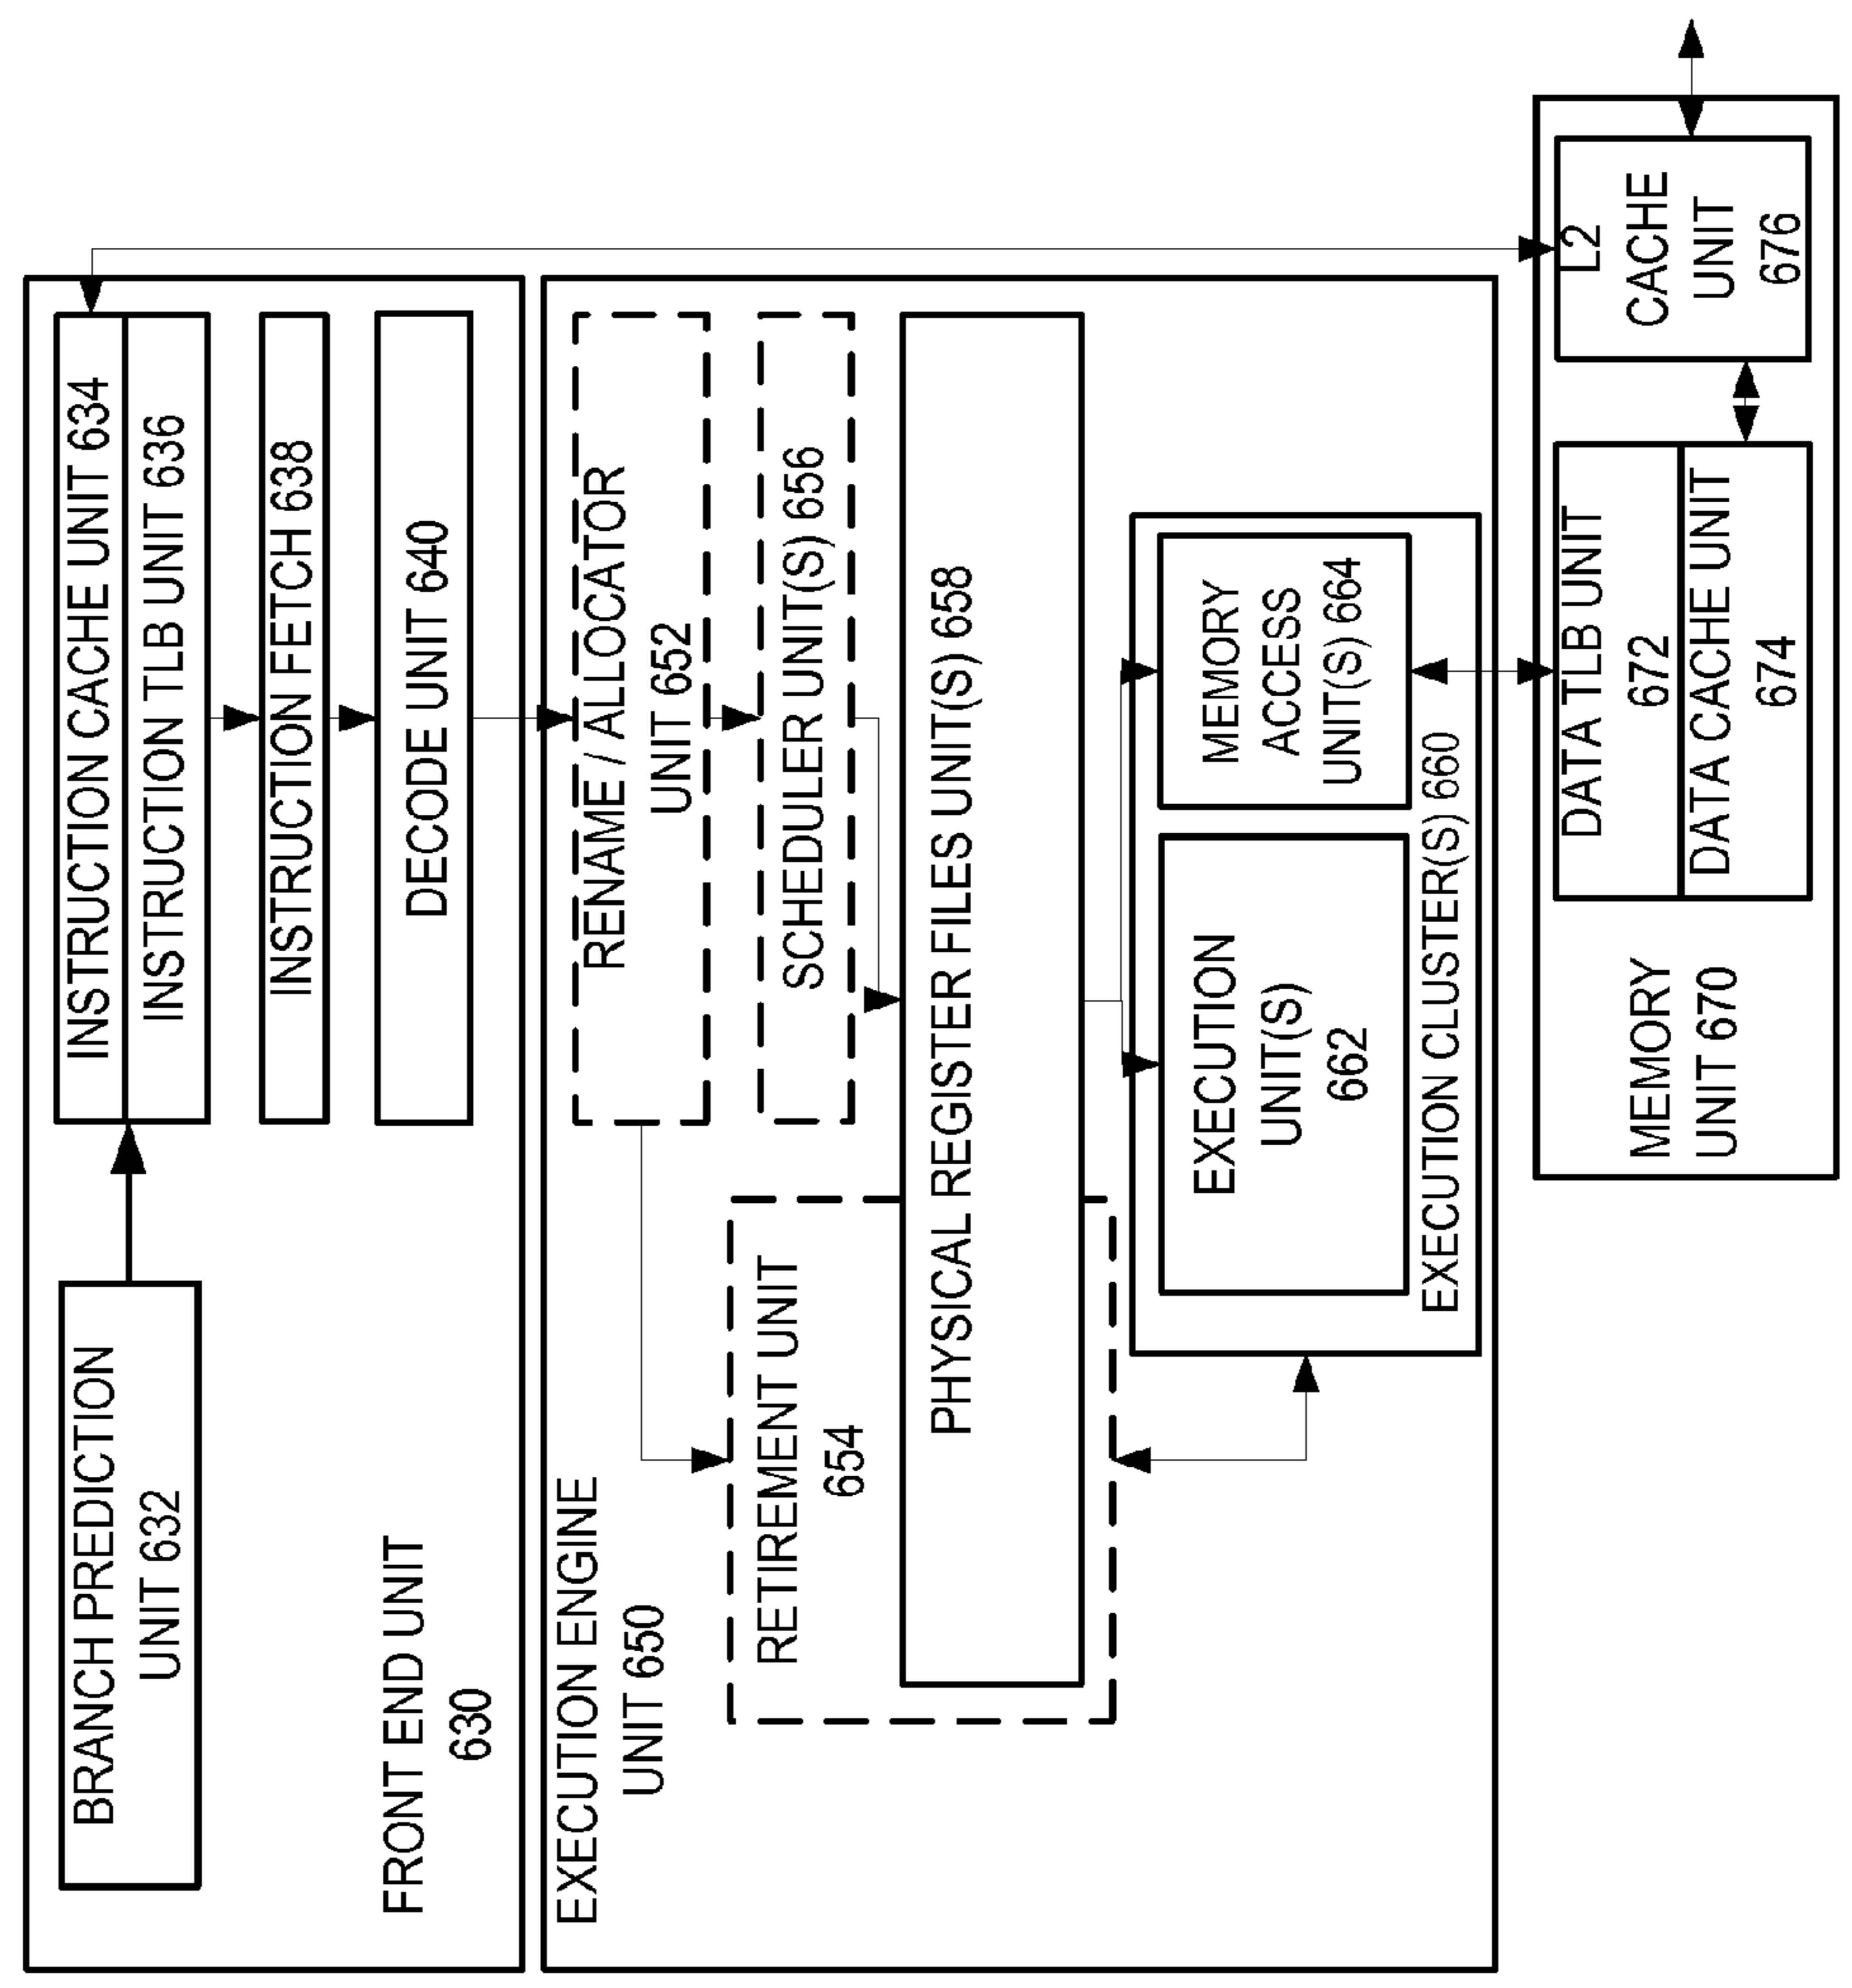 BRANCH PREDICTION
UNIT 632
INSTRUCTION CACHE UNIT 634
INSTRUCTION TLB UNIT 636
INSTRUCTION FETCH 638
DECODE UNIT 640
FRONT END UNIT
630
EXECUTION ENGINE
UNIT 650
RENAME / ALLOCATOR
UNIT 652
RETIREMENT UNIT
654
SCHEDULER UNIT(S) 656
PHYSICAL REGISTER FILES UNIT(S) 658
EXECUTION
UNIT(S)
662
MEMORY
ACCESS
UNIT(S) 664
EXECUTION CLUSTER(S) 660
MEMORY
UNIT 670
DATA TLB UNIT
672
DATA CACHE UNIT
674
L2
CACHE
UNIT
676